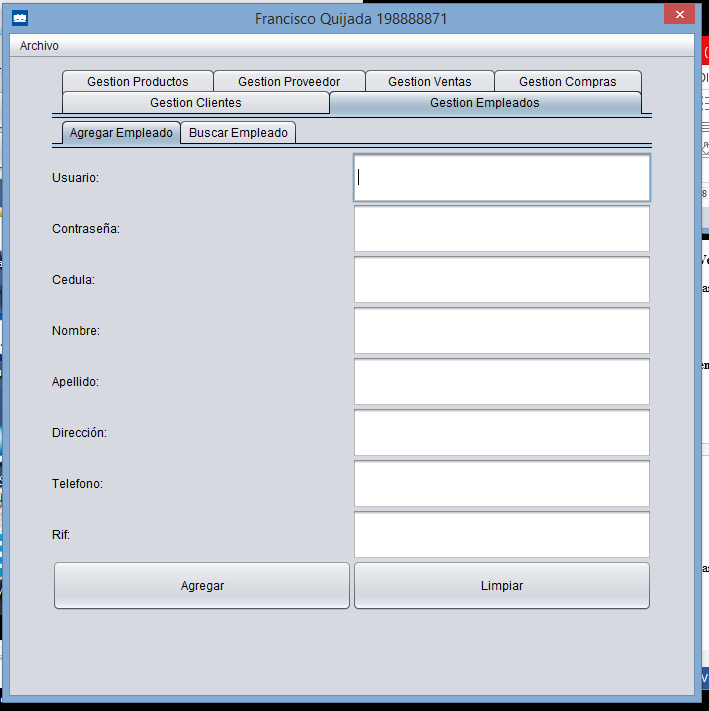 Francisco Quijada 198888871
Archivo
Gestion Productos Gestion Proveedor Gestion Ventas Gestion Compras
Gestion Clientes Gestion Empleados
Agregar Empleado Buscar Empleado
Usuario:
Contraseña:
Cedula:
Nombre:
Apellido:
Dirección:
Telefono:
Rif:
Agregar Limpiar